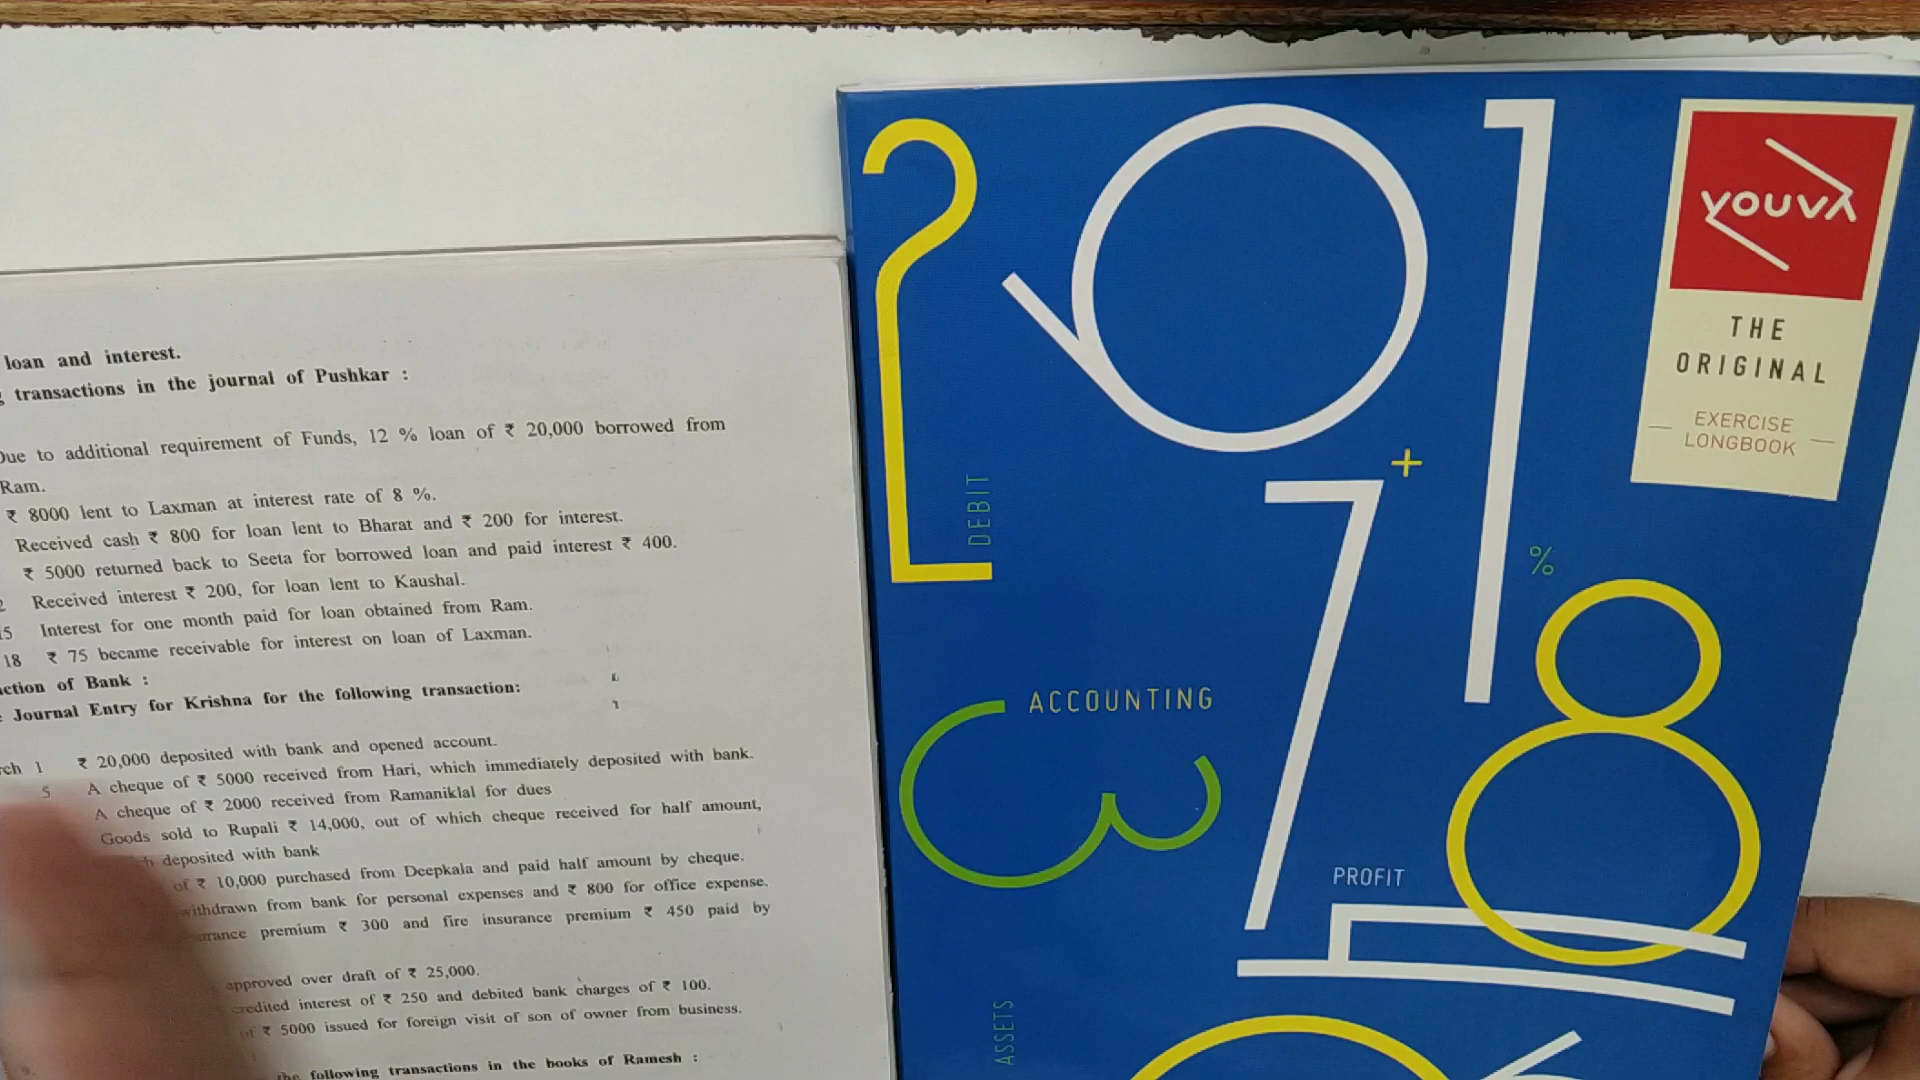 loan and interest.
transactions in the journal of Pushkar :
Due to additional requirement of Funds, 12 % loan of ₹ 20,000 borrowed from
Ram.
₹ 8000 lent to Laxman at interest rate of 8 %.
Received cash ₹ 800 for loan lent to Bharat and ₹ 200 for interest.
₹ 5000 returned back to Seeta for borrowed loan and paid interest ₹ 400.
2 Received interest ₹ 200, for loan lent to Kaushal.
15 Interest for one month paid for loan obtained from Ram.
18 ₹ 75 became receivable for interest on loan of Laxman.
of Bank :
Journal Entry for Krishna for the following transaction:
1 ₹ 20,000 deposited with bank and opened account.
5 A cheque of ₹ 5000 received from Hari, which immediately deposited with bank.
A cheque of ₹ 2000 received from Ramaniklal for dues
Goods sold to Rupali ₹ 14,000, out of which cheque received for half amount,
deposited with bank
of ₹ 10,000 purchased from Deepkala and paid half amount by cheque.
withdrawn from bank for personal expenses and ₹ 800 for office expense.
premium ₹ 300 and fire insurance premium ₹ 450 paid by
approved over draft of ₹ 25,000.
credited interest of ₹ 250 and debited bank charges of ₹ 100.
of ₹ 5000 issued for foreign visit of son of owner from business.
9.
the following transactions in the books of Ramesh :
youva
THE
ORIGINAL
EXERCISE
LONGBOOK
2
1
+
DEBIT
7
%
8
3
ACCOUNTING
PROFIT
ASSETS